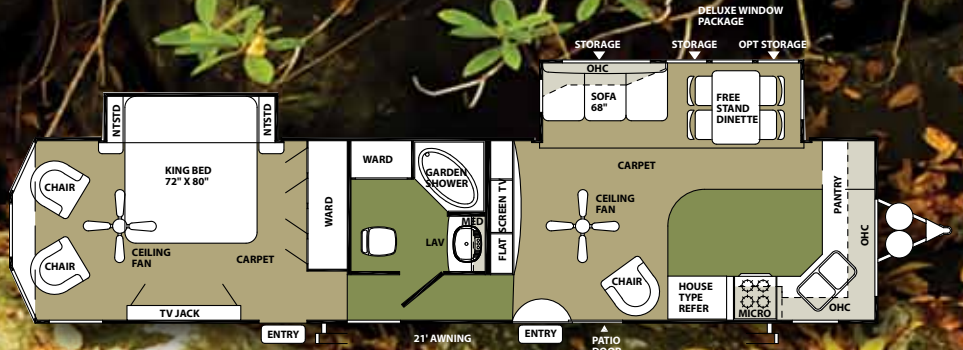 DELUXE WINDOW
PACKAGE
STORAGE
STORAGE
OPT STORAGE
OHC
SOFA
68"
FREE
STAND
DINETTE
NTSTD
NTSTD
KING BED
72" X 80"
CHAIR
CHAIR
CEILING
FAN
CARPET
TV JACK
WARD
WARD
GARDEN
SHOWER
MED
LAV
FLAT SCREEN TV
CARPET
CEILING
FAN
CHAIR
PANTRY
OHC
HOUSE
TYPE
REFER
MICRO
OHC
ENTRY
21' AWNING
ENTRY
PATIO
DOOR